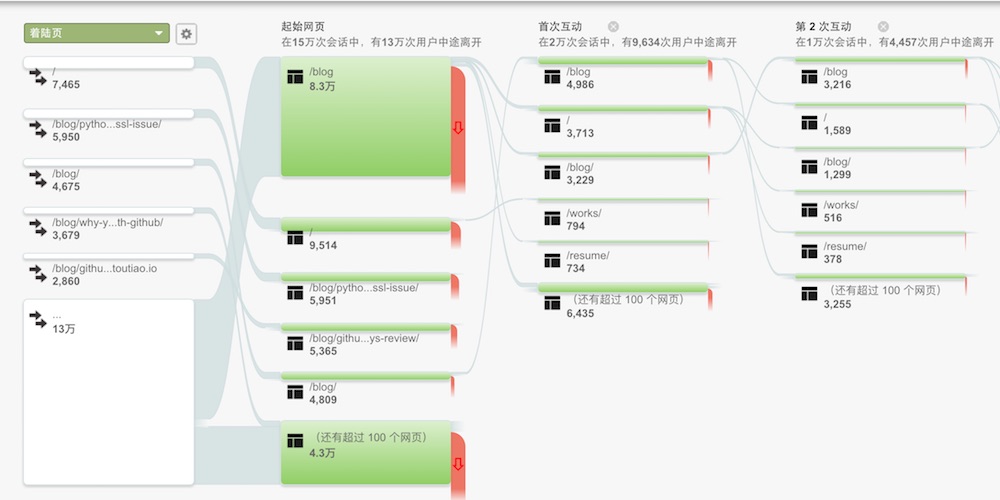 着陆页
/
7,465
/blog/pytho...ssl-issue/
5,950
/blog/
4,675
/blog/why-y...th-github/
3,679
/blog/githu...toutiao.io
2,860
...
13万
起始网页
在15万次会话中，有13万次用户中途离开
/blog
8.3万
/
9,514
/blog/pytho...ssl-issue/
5,951
/blog/githu...ys-review/
5,365
/blog/
4,809
（还有超过 100 个网页）
4.3万
首次互动
在2万次会话中，有9,634次用户中途离开
/blog
4,986
/
3,713
/blog/
3,229
/works/
794
/resume/
734
（还有超过 100 个网页）
6,435
第 2 次互动
在1万次会话中，有4,457次用户中途离开
/blog
3,216
/
1,589
/blog/
1,299
/works/
516
/resume/
378
（还有超过 100 个网页）
3,255